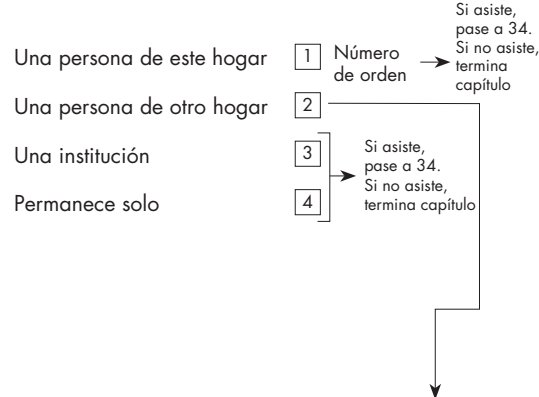 Si asiste,
pase a 34.
Si no asiste,
termina
capítulo
Una persona de este hogar 1 Número
de orden
Una persona de otro hogar 2
Una institución 3
Permanece solo 4
Si asiste,
pase a 34.
Si no asiste,
termina capítulo